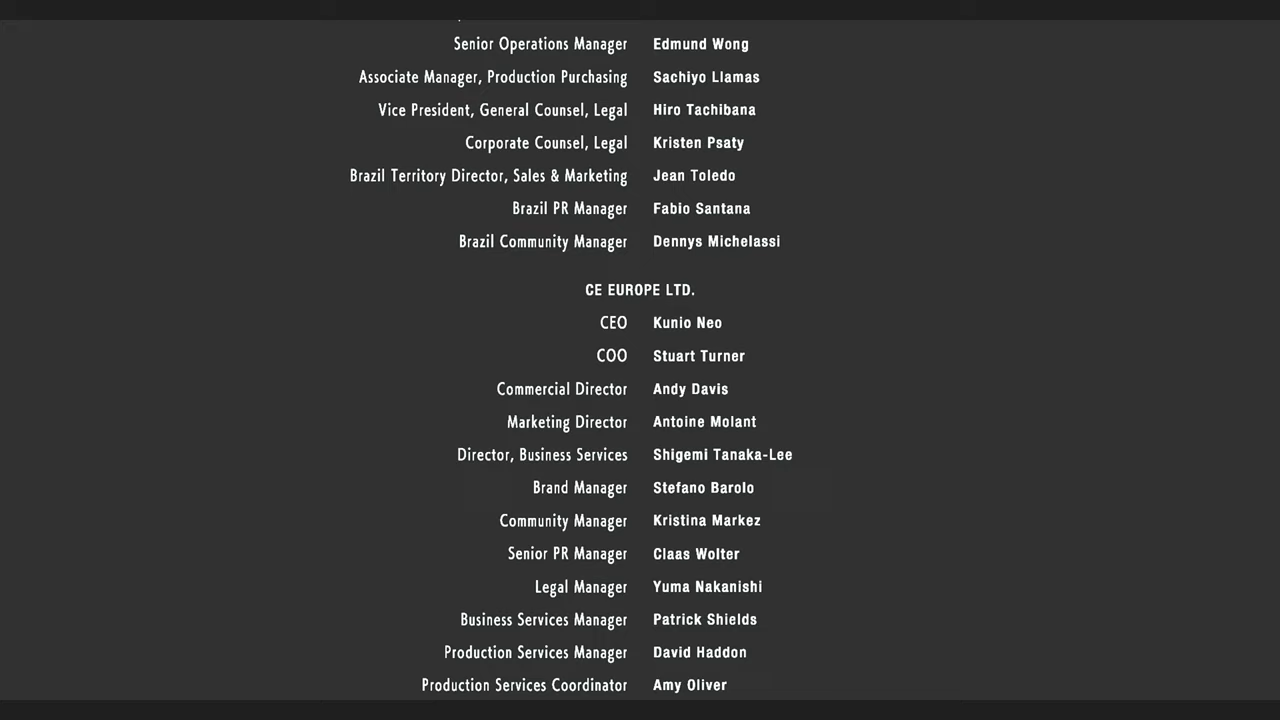 Senior Operations Manager Edmund Wong
Associate Manager, Production Purchasing Sachiyo Llamas
Vice President, General Counsel, Legal Hiro Tachibana
Corporate Counsel, Legal Kristen Psaty
Brazil Territory Director, Sales & Marketing Jean Toledo
Brazil PR Manager Fabio Santana
Brazil Community Manager Dennys Michelassi
CE EUROPE LTD.
CEO Kunio Neo
COO Stuart Turner
Commercial Director Andy Davis
Marketing Director Antoine Molant
Director, Business Services Shigemi Tanaka-Lee
Brand Manager Stefano Barolo
Community Manager Kristina Markez
Senior PR Manager Claas Wolter
Legal Manager Yuma Nakanishi
Business Services Manager Patrick Shields
Production Services Manager David Haddon
Production Services Coordinator Amy Oliver